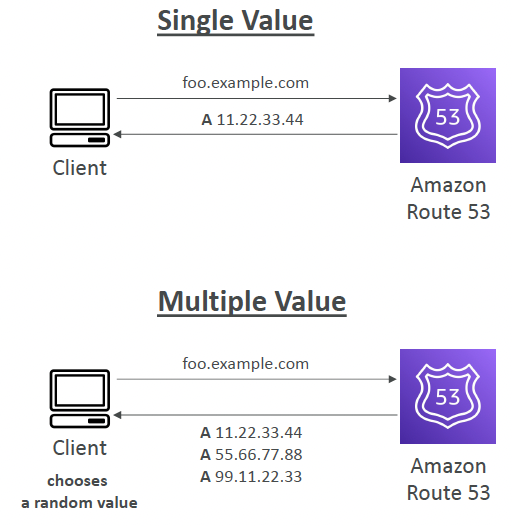 Single Value
foo.example.com
53
A 11.22.33.44
Client
Amazon
Route 53
Multiple Value
foo.example.com
53
A 11.22.33.44
Client
A 55.66.77.88
Amazon
chooses
A 99.11.22.33
Route 53
a random value